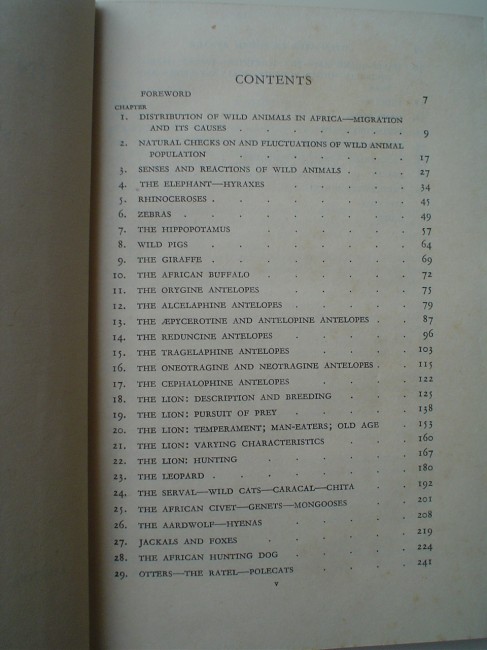 CONTENTS
FOREWORD 7
CHAPTER
1. DISTRIBUTION OF WILD ANIMALS IN AFRICA—MIGRATION
AND ITS CAUSES . . . . . . . 9
2. NATURAL CHECKS ON AND FLUCTUATIONS OF WILD ANIMAL
POPULATION . . . . . . . 17
3. SENSES AND REACTIONS OF WILD ANIMALS . . . 27
4. THE ELEPHANT—HYRAXES . . . . . 34
5. RHINOCEROSES . . . . . . . 45
6. ZEBRAS . . . . . . . 49
7. THE HIPPOPOTAMUS . . . . . 57
8. WILD PIGS . . . . . . . 64
9. THE GIRAFFE . . . . . . . 69
10. THE AFRICAN BUFFALO . . . . . 72
11. THE ORYGINE ANTELOPES . . . . . 75
12. THE ALCELAPHINE ANTELOPES . . . . 79
13. THE ÆPYCEROTINE AND ANTELOPINE ANTELOPES . . 87
14. THE REDUNCINE ANTELOPES . . . . . 96
15. THE TRAGELAPHINE ANTELOPES . . . . 103
16. THE ONEOTRAGINE AND NEOTRAGINE ANTELOPES . . 115
17. THE CEPHALOPHINE ANTELOPES . . . . 122
18. THE LION: DESCRIPTION AND BREEDING . . . 125
19. THE LION: PURSUIT OF PREY . . . . 138
20. THE LION: TEMPERAMENT; MAN-EATERS; OLD AGE . 153
21. THE LION: VARYING CHARACTERISTICS . . . 160
22. THE LION: HUNTING . . . . . 167
23. THE LEOPARD . . . . . . . 180
24. THE SERVAL—WILD CATS—CARACAL—CHITA . . 192
25. THE AFRICAN CIVET—GENETS—MONGOOSES . . 201
26. THE AARDWOLF—HYENAS . . . . . 208
27. JACKALS AND FOXES . . . . . 219
28. THE AFRICAN HUNTING DOG . . . . 224
29. OTTERS—THE RATEL—POLECATS . . . . 241
v